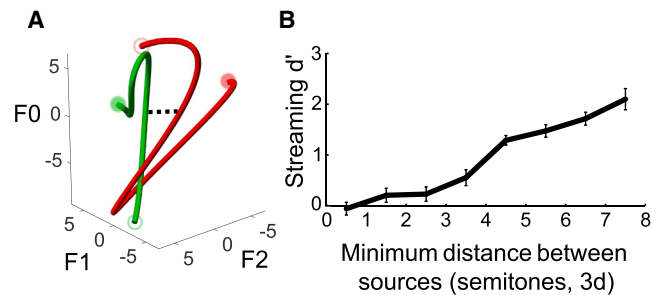 A
5
F0 0
-5
5
0
-5
F1
-5
0
5
F2
B
Streaming d'
3
2
1
0
0 1 2 3 4 5 6 7 8
Minimum distance between
sources (semitones, 3d)